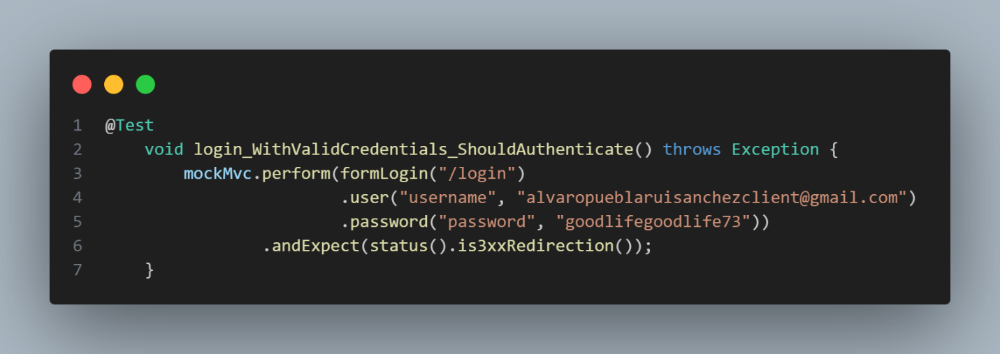 1 @Test
2     void login_WithValidCredentials_ShouldAuthenticate() throws Exception {
3         mockMvc.perform(formLogin("/login")
4                         .user("username", "alvaropueblaruisanchezclient@gmail.com")
5                         .password("password", "goodlifegoodlife73"))
6                 .andExpect(status().is3xxRedirection());
7     }